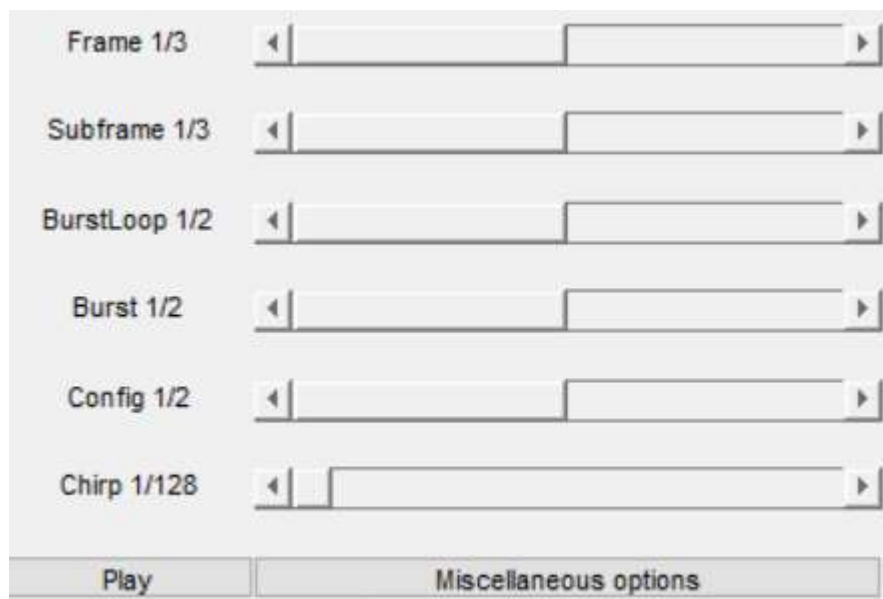 Frame 1/3
Subframe 1/3
BurstLoop 1/2
Burst 1/2
Config 1/2
Chirp 1/128
Play Miscellaneous options